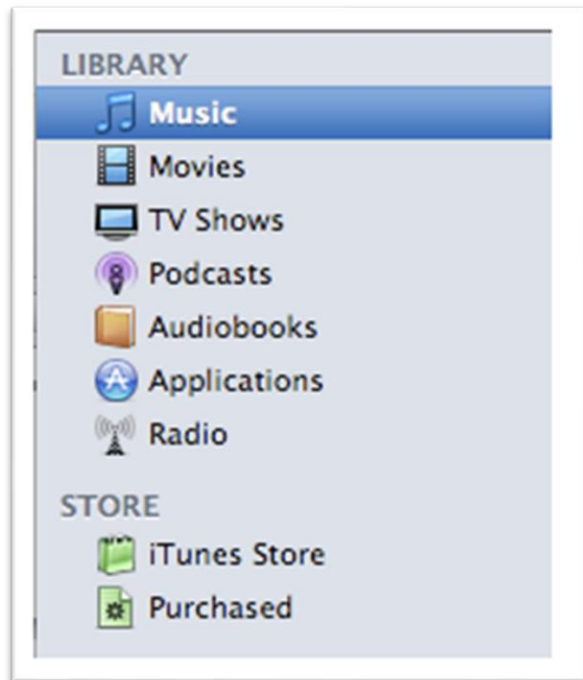 LIBRARY
Music
Movies
TV Shows
Podcasts
Audiobooks
Applications
Radio
STORE
iTunes Store
Purchased